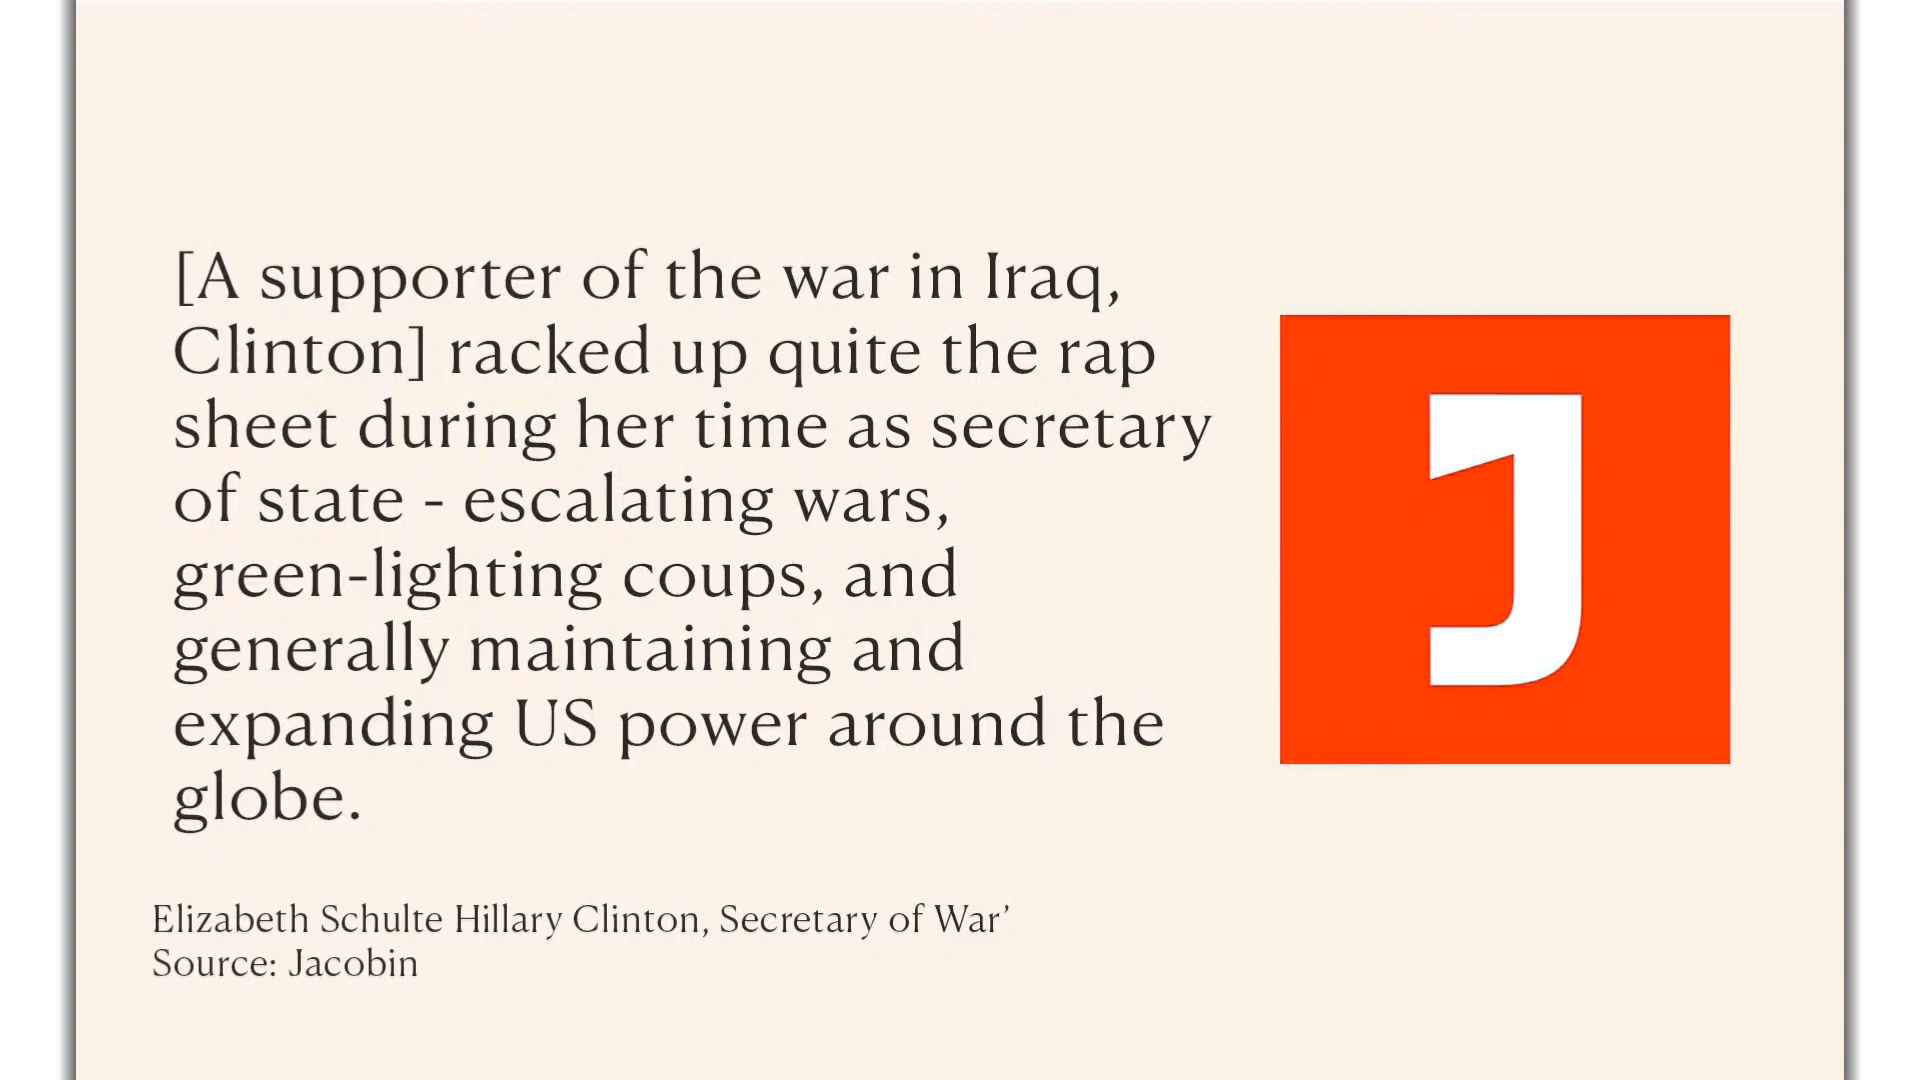 [A supporter of the war in Iraq,
Clinton] racked up quite the rap
sheet during her time as secretary
of state - escalating wars,
green-lighting coups, and
generally maintaining and
expanding US power around the
globe.
J
Elizabeth Schulte Hillary Clinton, Secretary of War’
Source: Jacobin